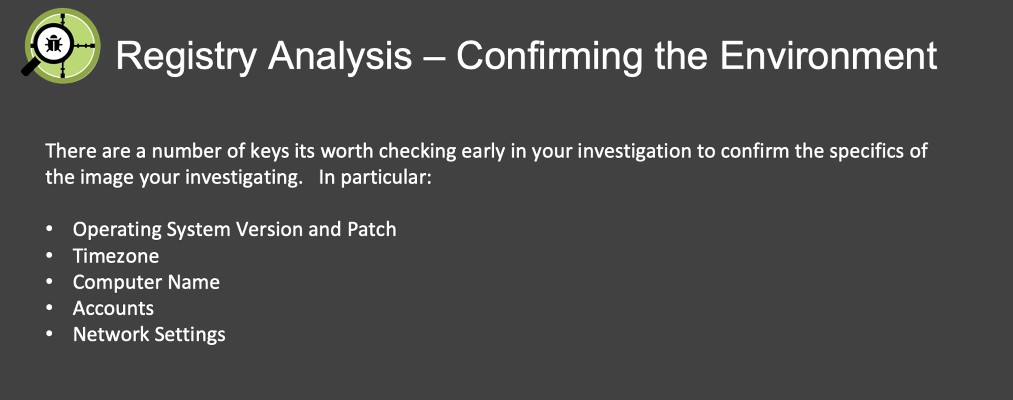 Registry Analysis – Confirming the Environment
There are a number of keys its worth checking early in your investigation to confirm the specifics of
the image your investigating.   In particular:
• Operating System Version and Patch
• Timezone
• Computer Name
• Accounts
• Network Settings